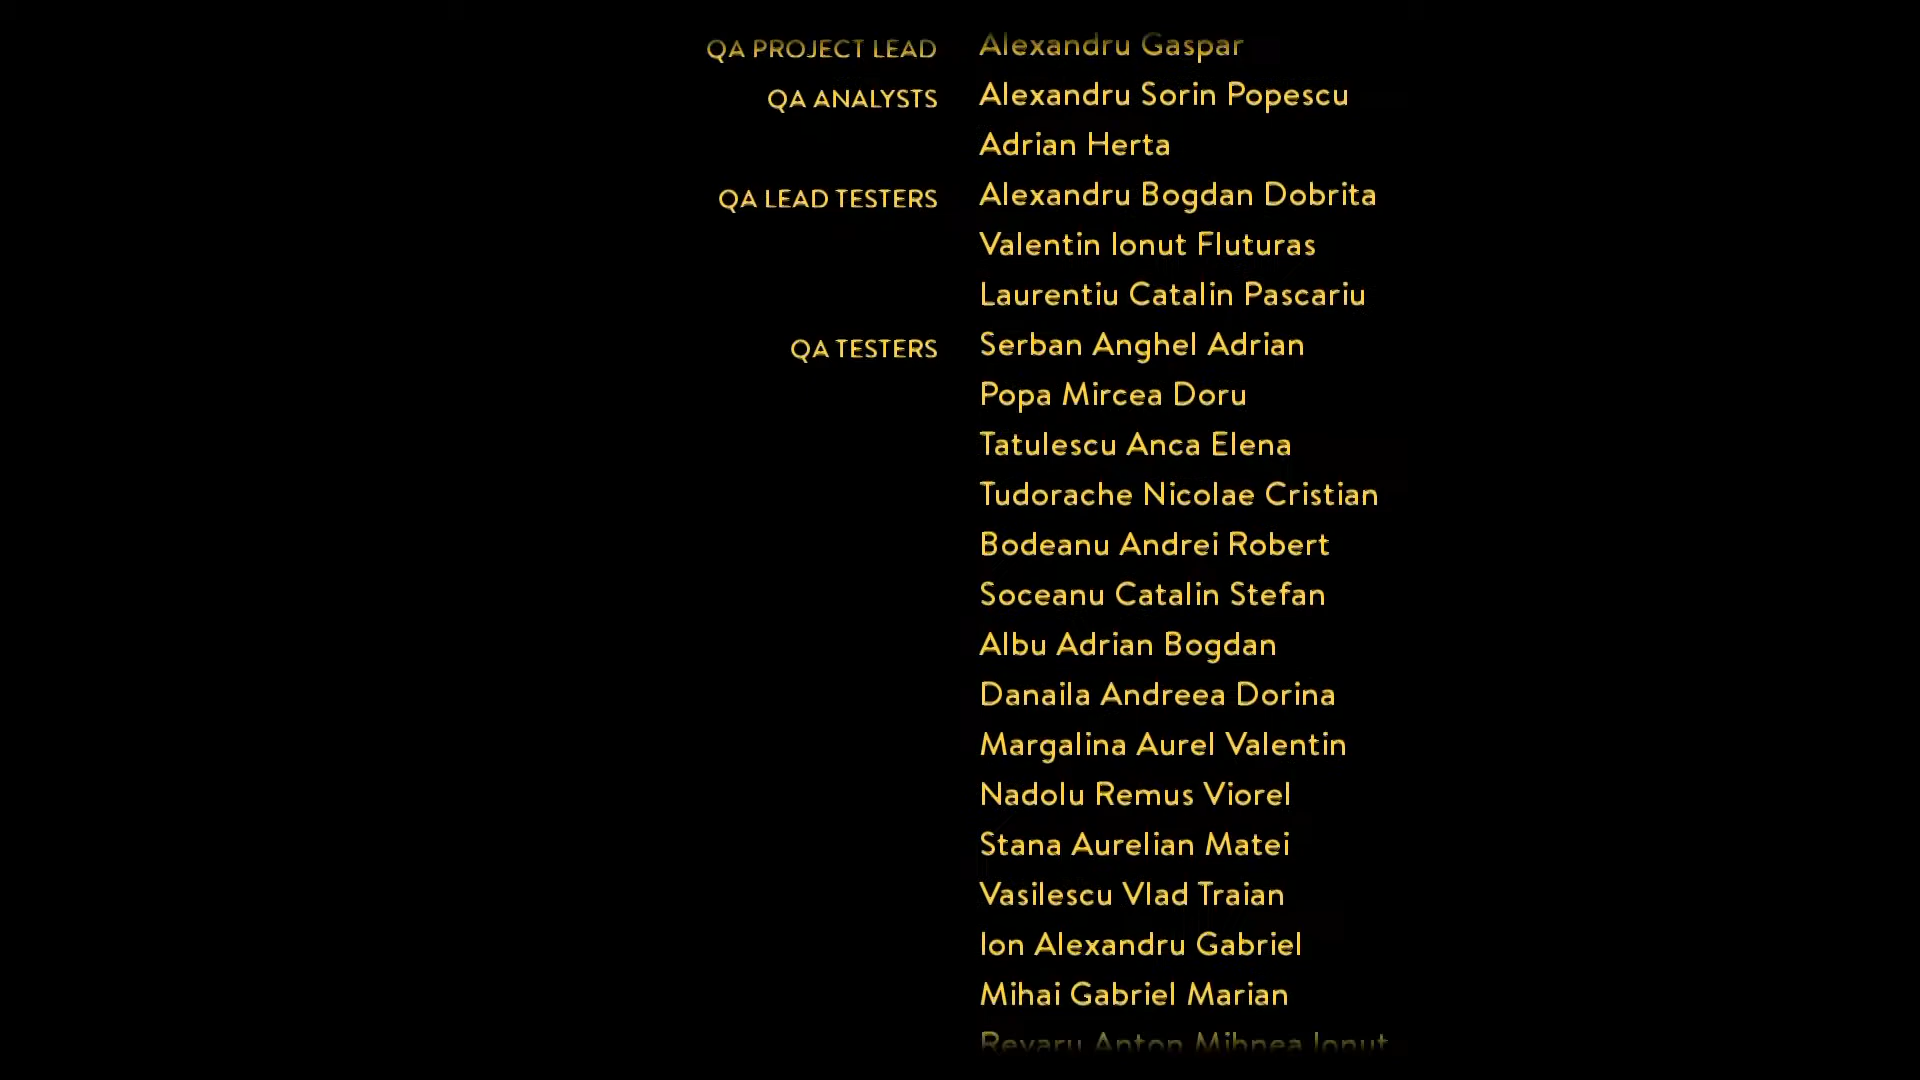 QA PROJECT LEAD Alexandru Gaspar
QA ANALYSTS Alexandru Sorin Popescu
Adrian Herta
QA LEAD TESTERS Alexandru Bogdan Dobrita
Valentin Ionut Fluturas
Laurentiu Catalin Pascariu
QA TESTERS Serban Anghel Adrian
Popa Mircea Doru
Tatulescu Anca Elena
Tudorache Nicolae Cristian
Bodeanu Andrei Robert
Soceanu Catalin Stefan
Albu Adrian Bogdan
Danaila Andreea Dorina
Margalina Aurel Valentin
Nadolu Remus Viorel
Stana Aurelian Matei
Vasilescu Vlad Traian
Ion Alexandru Gabriel
Mihai Gabriel Marian
Anton Mihnea Ionut